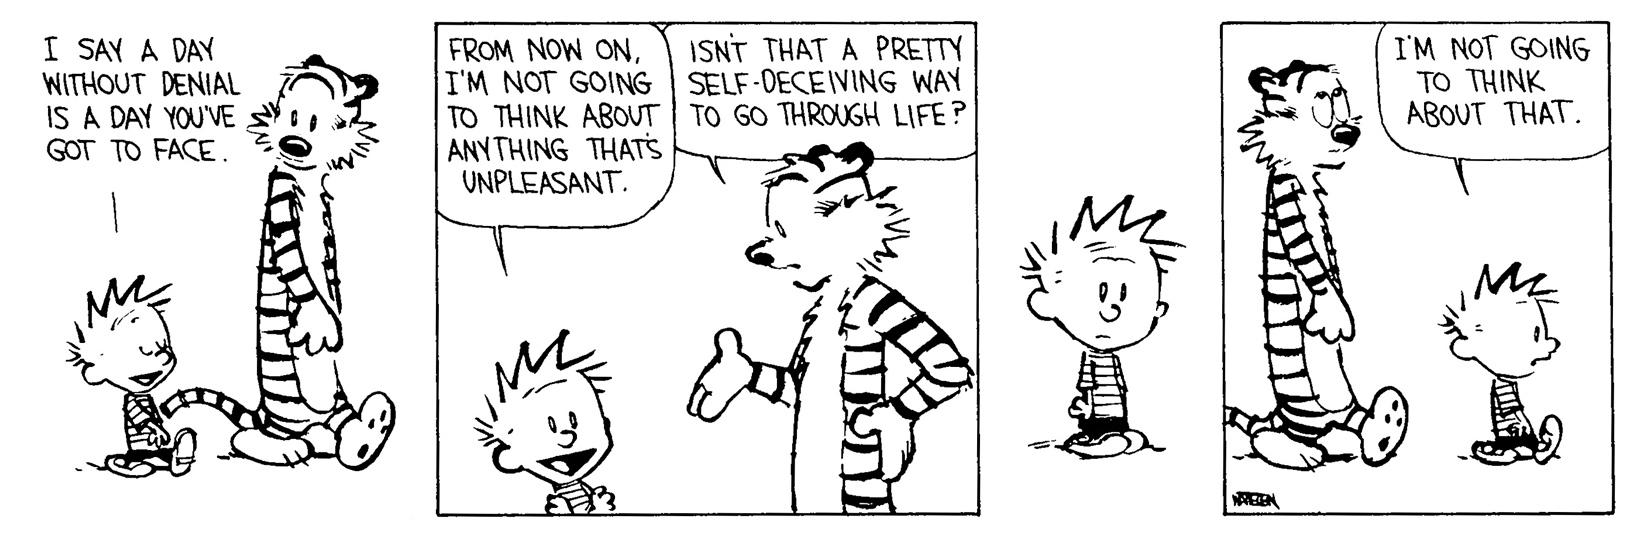 I SAY A DAY
WITHOUT DENIAL
IS A DAY YOU'VE
GOT TO FACE.
FROM NOW ON,
I'M NOT GOING
TO THINK ABOUT
ANYTHING THAT'S
UNPLEASANT.
ISN'T THAT A PRETTY
SELF-DECEIVING WAY
TO GO THROUGH LIFE?
I'M NOT GOING
TO THINK
ABOUT THAT.
WATTERSON